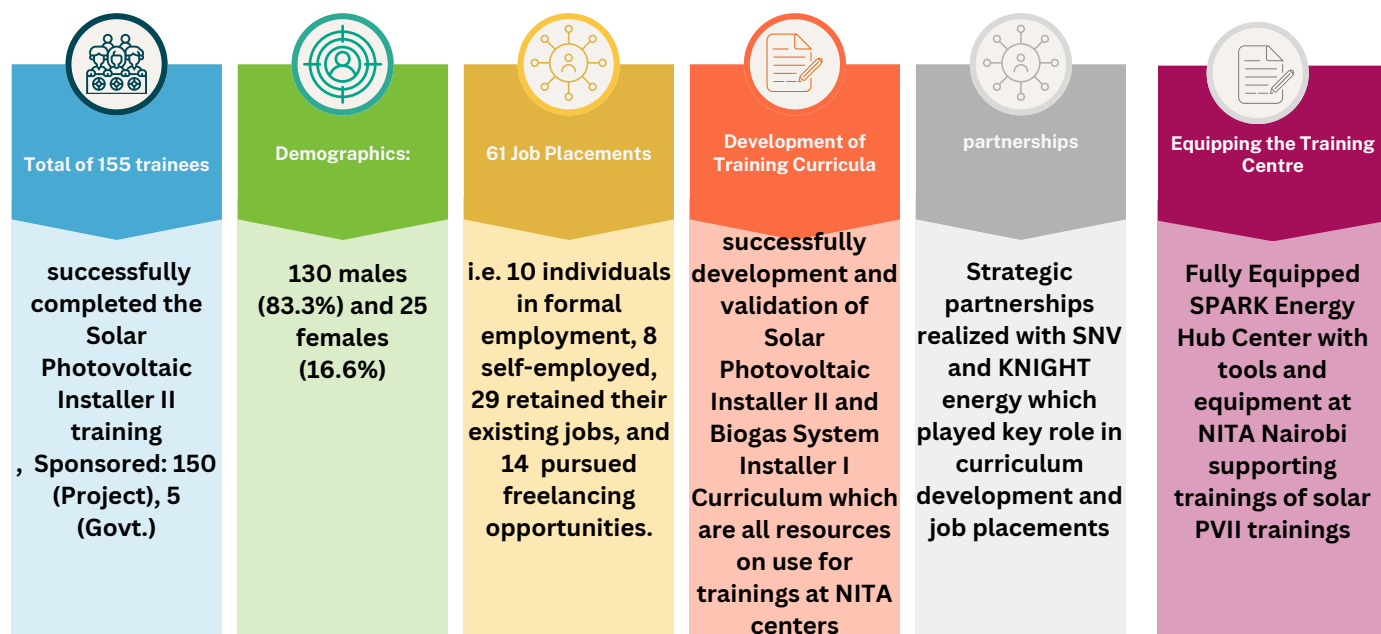 Total of 155 trainees
successfully
completed the
Solar
Photovoltaic
Installer II
training
, Sponsored: 150
(Project), 5
(Govt.)
Demographics:
130 males
(83.3%) and 25
females
(16.6%)
61 Job Placements
i.e. 10 individuals
in formal
employment, 8
self-employed,
29 retained their
existing jobs, and
14 pursued
freelancing
opportunities.
Development of
Training Curricula
successfully
development and
validation of
Solar
Photovoltaic
Installer II and
Biogas System
Installer I
Curriculum which
are all resources
on use for
trainings at NITA
centers
partnerships
Strategic
partnerships
realized with SNV
and KNIGHT
energy which
played key role in
curriculum
development and
job placements
Equipping the Training
Centre
Fully Equipped
SPARK Energy
Hub Center with
tools and
equipment at
NITA Nairobi
supporting
trainings of solar
PVII trainings